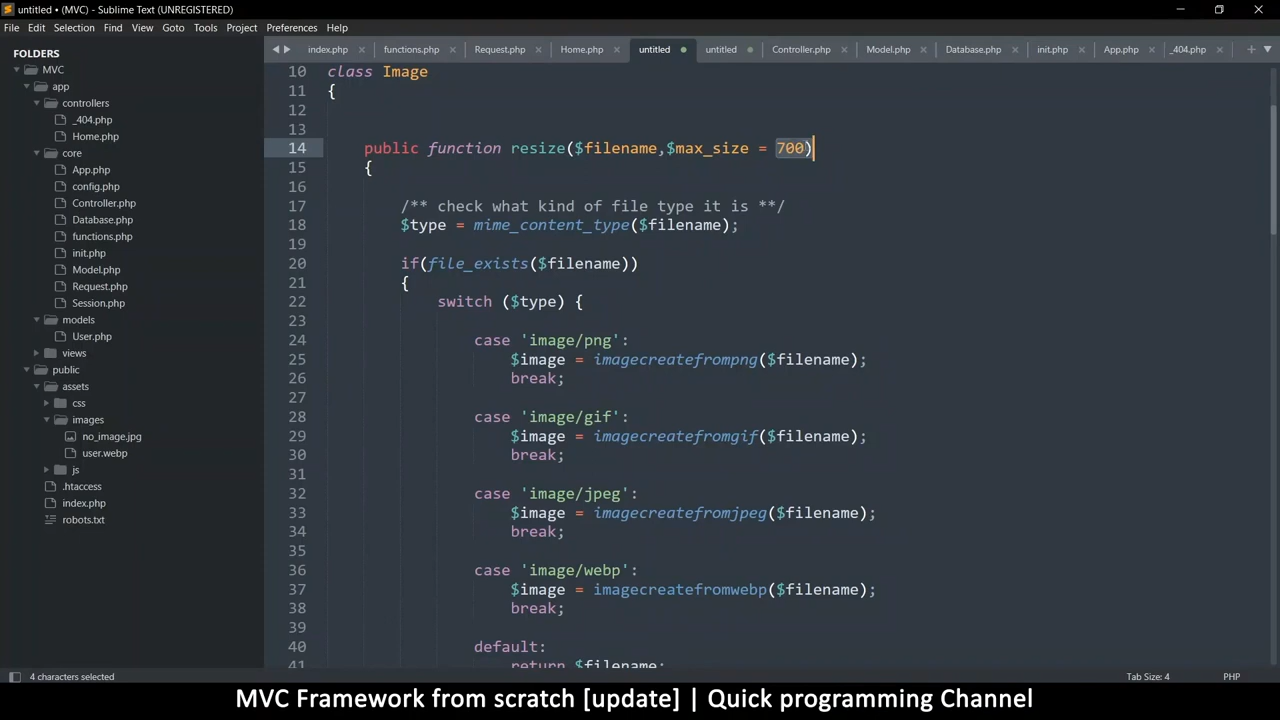 untitled • (MVC) - Sublime Text (UNREGISTERED)
File Edit Selection Find View Goto Tools Project Preferences Help
FOLDERS
MVC
app
controllers
_404.php
Home.php
core
App.php
config.php
Controller.php
Database.php
functions.php
init.php
Model.php
Request.php
Session.php
models
User.php
views
public
assets
css
images
no_image.jpg
user.webp
js
.htaccess
index.php
robots.txt
index.php functions.php Request.php Home.php untitled untitled Controller.php Model.php Database.php init.php App.php _404.php
10 class Image
11 {
12
13
14 public function resize($filename,$max_size = 700)
15 {
16
17 /** check what kind of file type it is **/
18 $type = mime_content_type($filename);
19
20 if(file_exists($filename))
21 {
22 switch ($type) {
23
24 case 'image/png':
25 $image = imagecreatefrompng($filename);
26 break;
27
28 case 'image/gif':
29 $image = imagecreatefromgif($filename);
30 break;
31
32 case 'image/jpeg':
33 $image = imagecreatefromjpeg($filename);
34 break;
35
36 case 'image/webp':
37 $image = imagecreatefromwebp($filename);
38 break;
39
40 default:
41 return $filename;
4 characters selected Tab Size: 4 PHP
MVC Framework from scratch [update] | Quick programming Channel